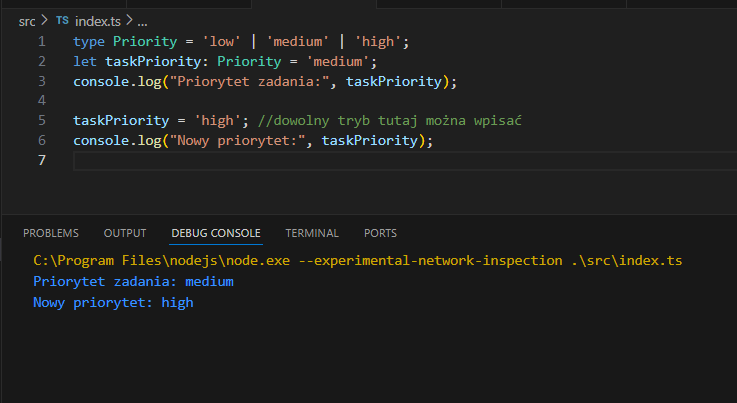 src > TS index.ts > ...
1 type Priority = 'low' | 'medium' | 'high';
2 let taskPriority: Priority = 'medium';
3 console.log("Priorytet zadania:", taskPriority);
4
5 taskPriority = 'high'; //dowolny tryb tutaj można wpisać
6 console.log("Nowy priorytet:", taskPriority);
7
PROBLEMS OUTPUT DEBUG CONSOLE TERMINAL PORTS
C:\Program Files\nodejs\node.exe --experimental-network-inspection .\src\index.ts
Priorytet zadania: medium
Nowy priorytet: high